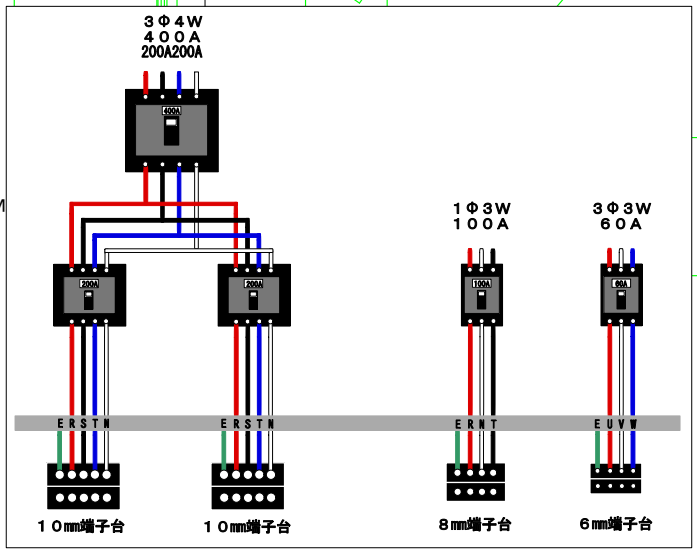 ３Φ４Ｗ
４００Ａ
200A200A
400A
M
１Φ３Ｗ
１００Ａ
３Φ３Ｗ
６０Ａ
200A
200A
100A
60A
E R S T N
E R S T N
E R N T
E U V W
１０㎜端子台
１０㎜端子台
８㎜端子台
６㎜端子台